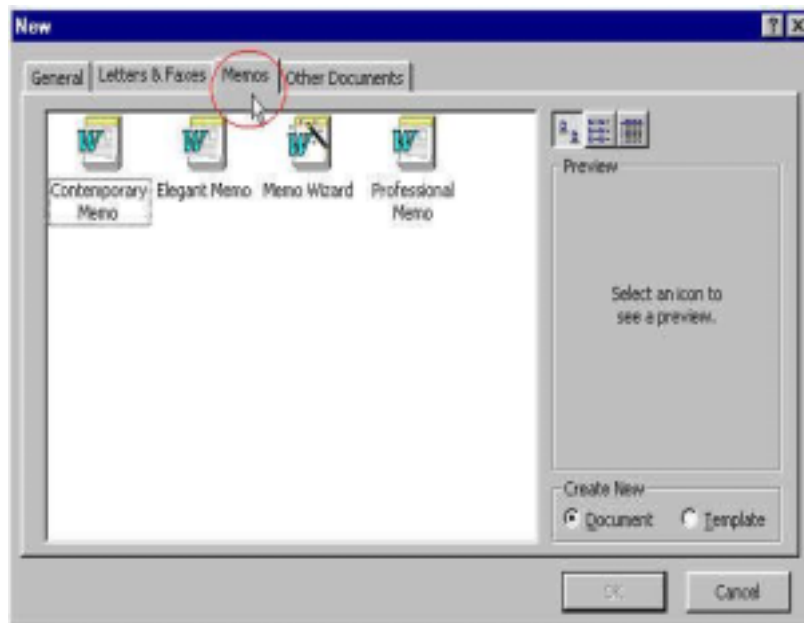 New
General Letters & Faxes Memos Other Documents
Contemporary Memo
Elegant Memo
Memo Wizard
Professional Memo
Preview
Select an icon to
see a preview.
Create New
Document Template
OK Cancel